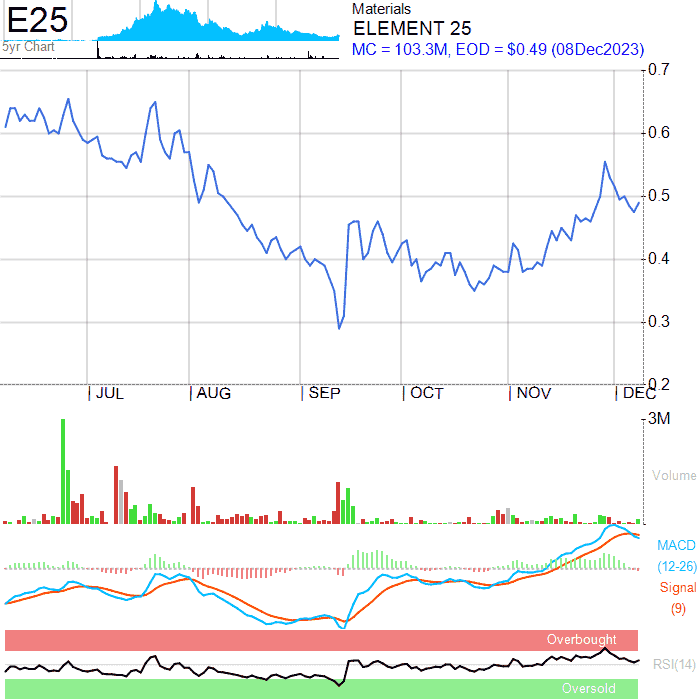 E25
5yr Chart
Materials
ELEMENT 25
MC = 103.3M, EOD = $0.49 (08Dec2023)
0.7
0.6
0.5
0.4
0.3
0.2
JUL AUG SEP OCT NOV DEC
3M
Volume
MACD
(12-26)
Signal
(9)
Overbought
RSI(14)
Oversold